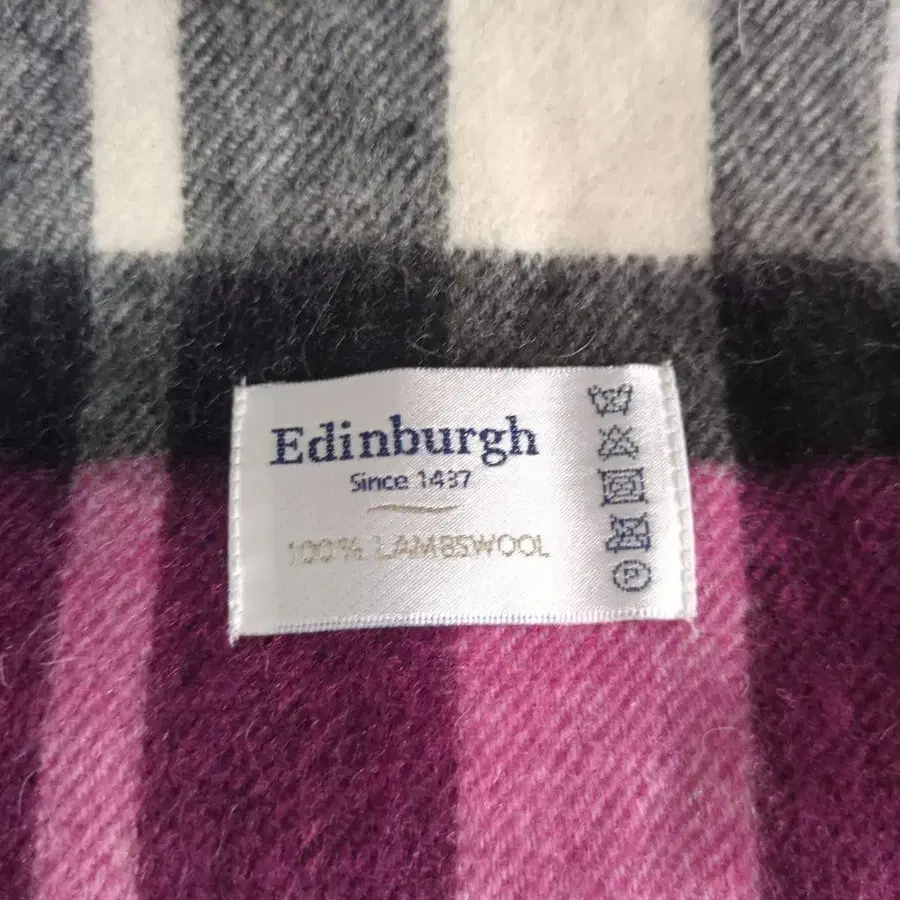 Edinburgh
Since 1437
100% LAMBSWOOL
P